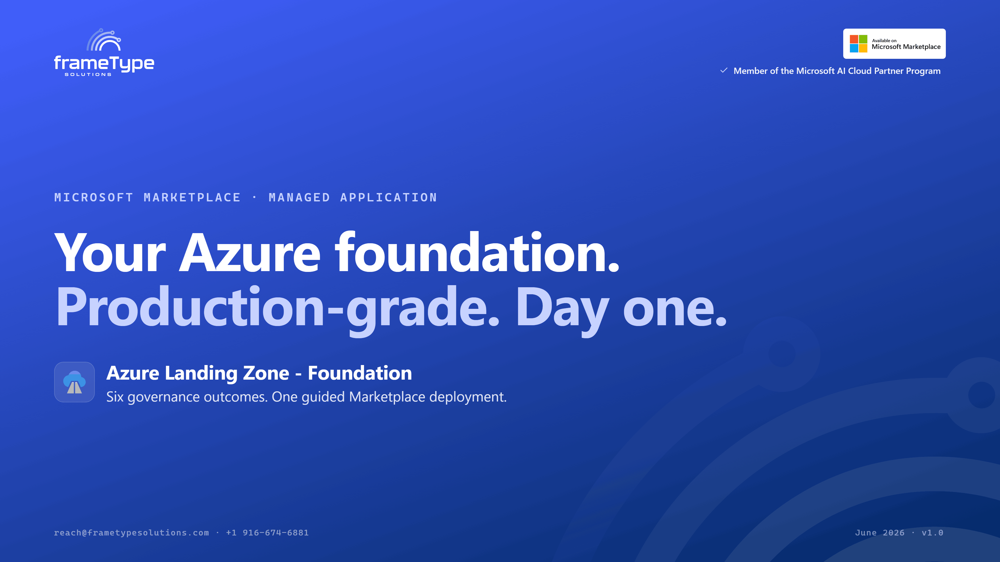 frameType
SOLUTIONS
Available on
Microsoft Marketplace
Member of the Microsoft AI Cloud Partner Program
MICROSOFT MARKETPLACE · MANAGED APPLICATION
Your Azure foundation.
Production-grade. Day one.
Azure Landing Zone - Foundation
Six governance outcomes. One guided Marketplace deployment.
reach@frametypesolutions.com · +1 916-674-6881
June 2026 · v1.0